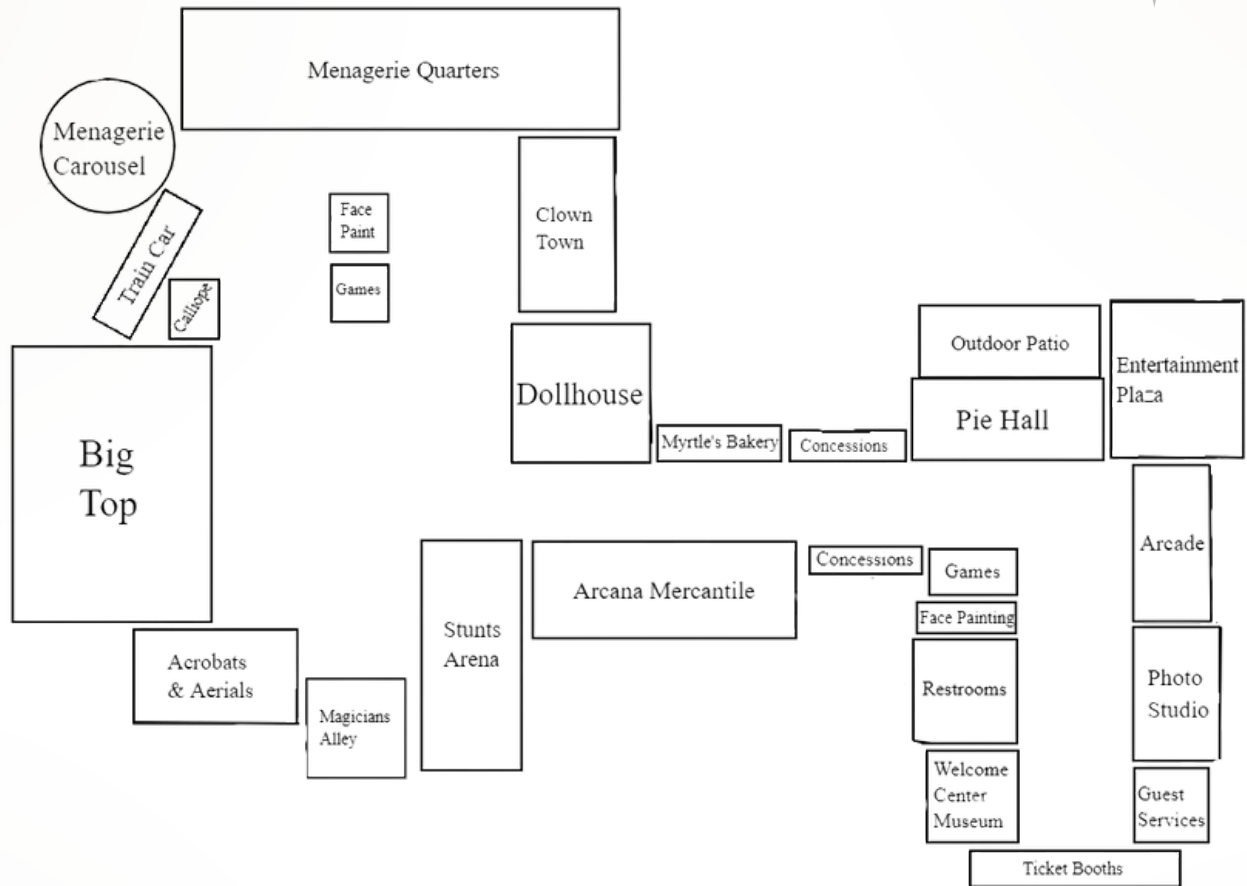 Menagerie Quarters
Menagerie
Carousel
Train Car
Calliope
Face
Paint
Games
Clown
Town
Dollhouse
Big
Top
Myrtle's Bakery
Concessions
Outdoor Patio
Pie Hall
Entertainment
Plaza
Arcade
Acrobats
& Aerials
Magicians
Alley
Stunts
Arena
Arcana Mercantile
Concessions
Games
Face Painting
Restrooms
Welcome
Center
Museum
Photo
Studio
Guest
Services
Ticket Booths